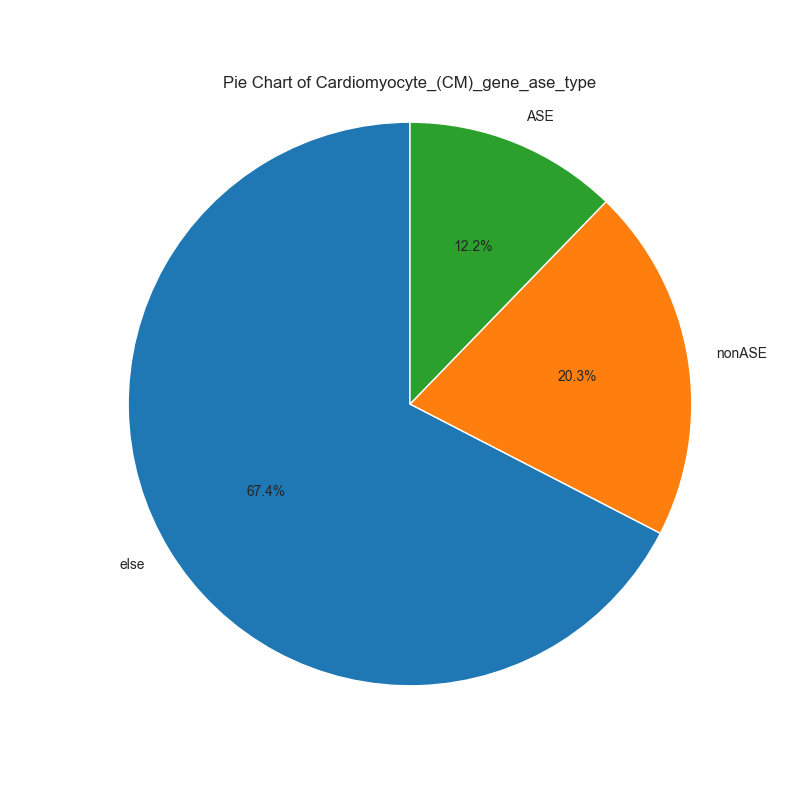 Pie Chart of Cardiomyocyte_(CM)_gene_ase_type
ASE
12.2%
nonASE
20.3%
67.4%
else